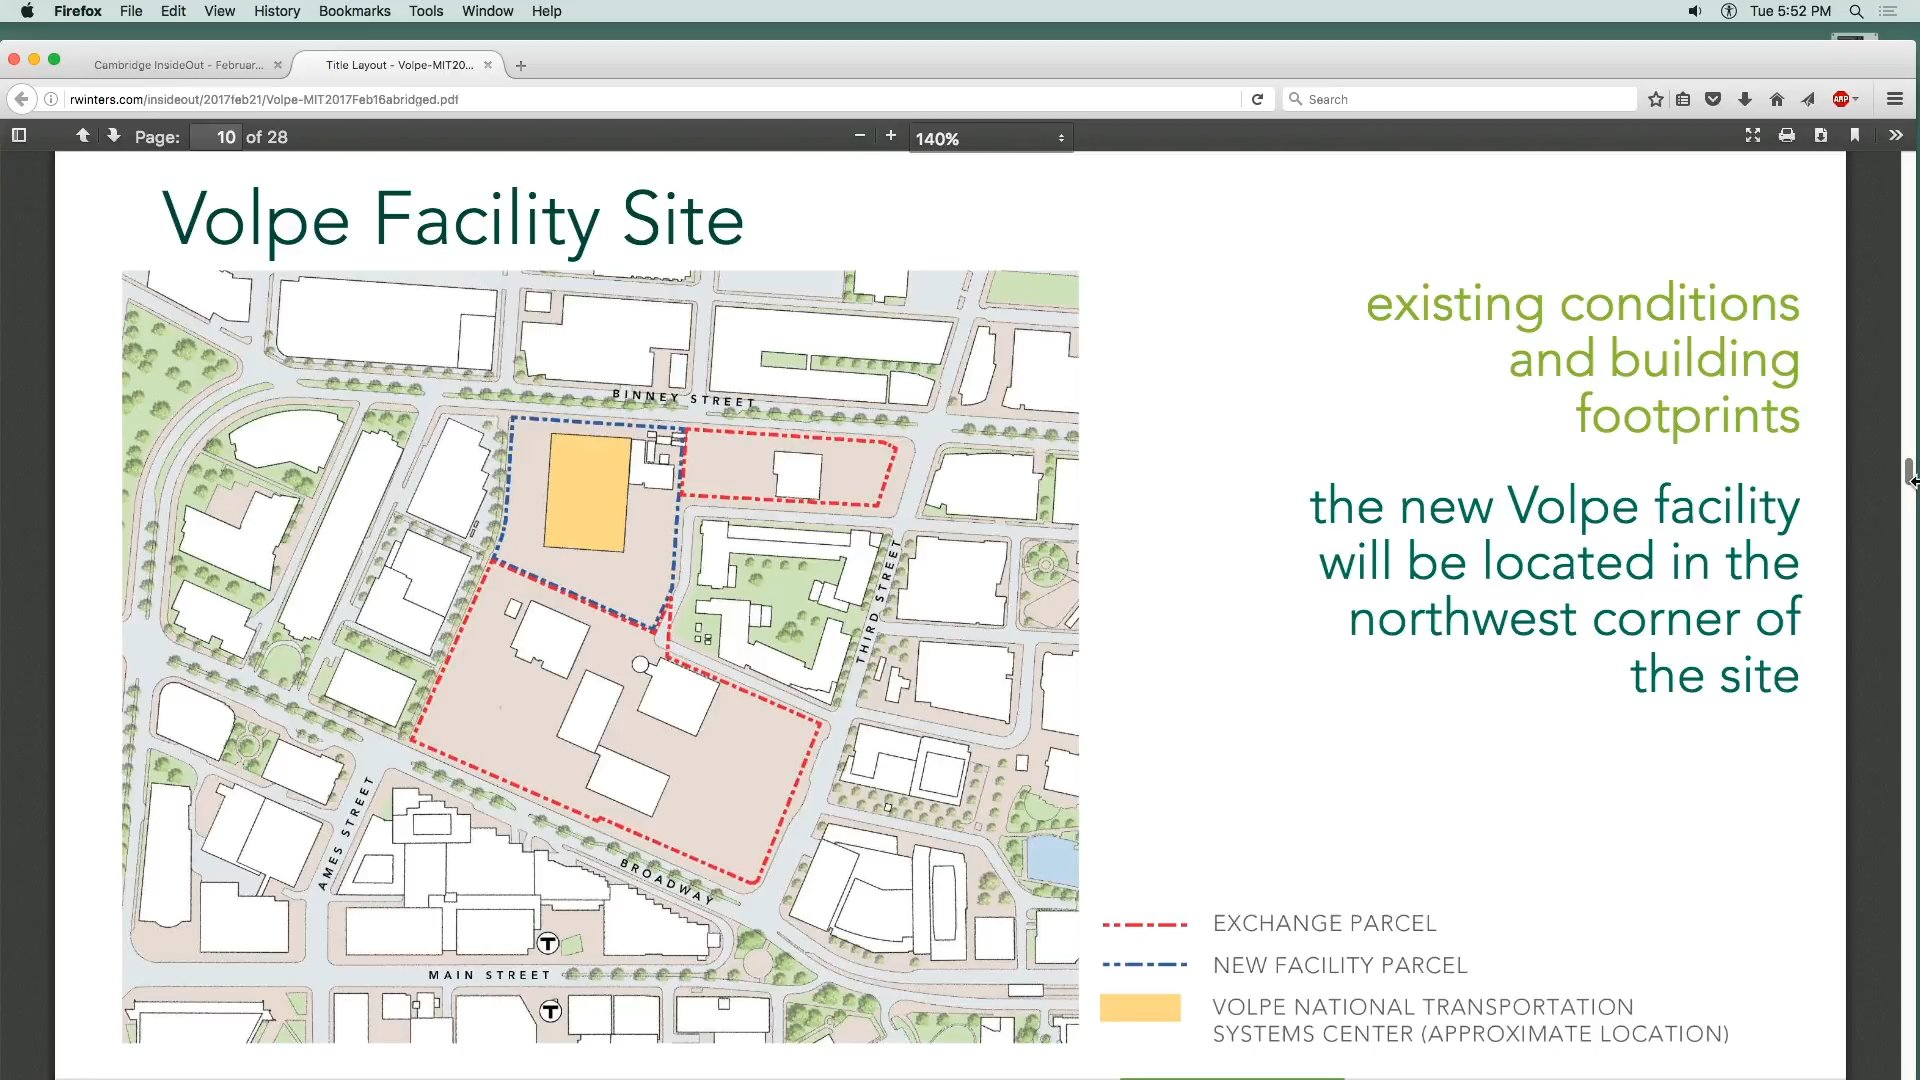 Firefox File Edit View History Bookmarks Tools Window Help
Tue 5:52 PM
Cambridge InsideOut - Februar...
Title Layout - Volpe-MIT20...
rwinters.com/insideout/2017feb21/Volpe-MIT2017Feb16abridged.pdf
Search
ABP
Page: 10 of 28
140%
Volpe Facility Site
existing conditions
and building
footprints
the new Volpe facility
will be located in the
northwest corner of
the site
BINNEY STREET
THIRD STREET
AMES STREET
BROADWAY
T
MAIN STREET
T
EXCHANGE PARCEL
NEW FACILITY PARCEL
VOLPE NATIONAL TRANSPORTATION
SYSTEMS CENTER (APPROXIMATE LOCATION)